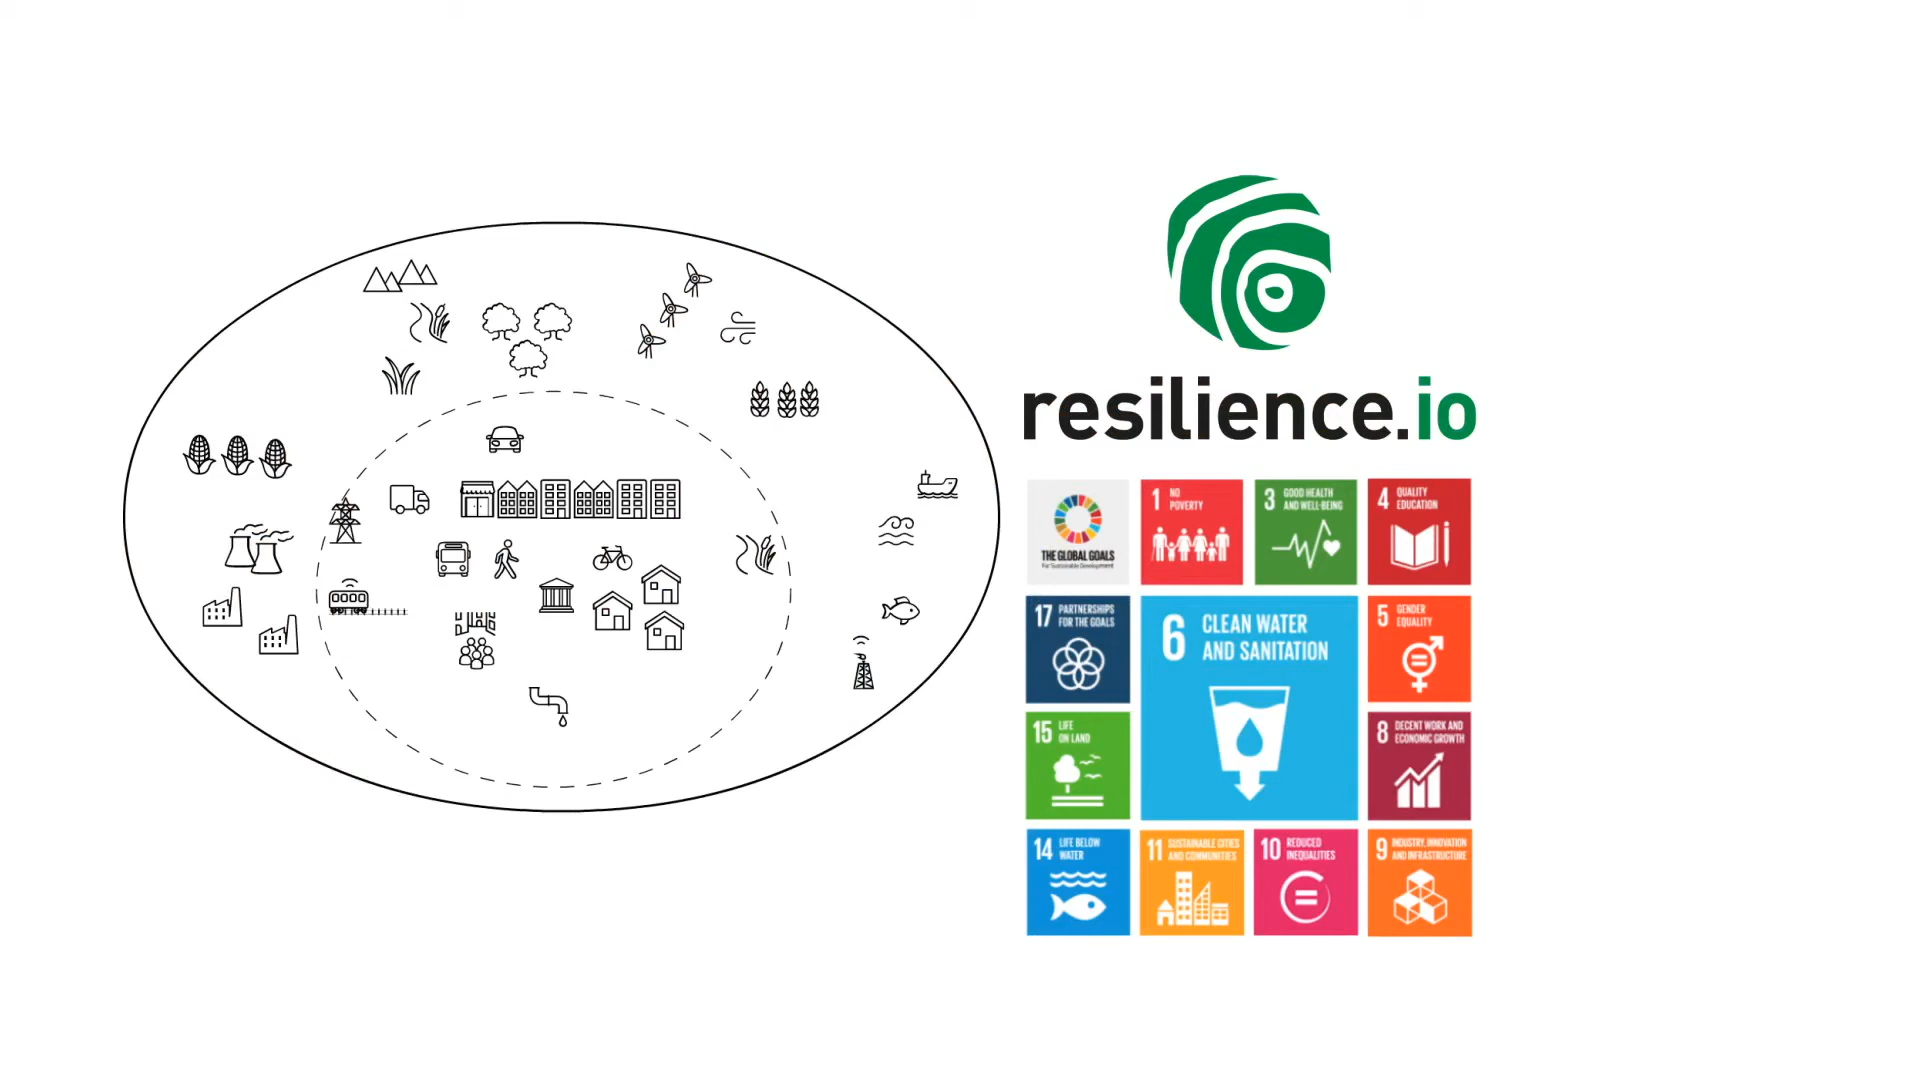 resilience.io
THE GLOBAL GOALS
For Sustainable Development
1 NO
POVERTY
3 GOOD HEALTH
AND WELL-BEING
4 QUALITY
EDUCATION
17 PARTNERSHIPS
FOR THE GOALS
6 CLEAN WATER
AND SANITATION
5 GENDER
EQUALITY
15 LIFE
ON LAND
8 DECENT WORK AND
ECONOMIC GROWTH
14 LIFE BELOW
WATER
11 SUSTAINABLE CITIES
AND COMMUNITIES
10 REDUCED
INEQUALITIES
9 INDUSTRY, INNOVATION
AND INFRASTRUCTURE